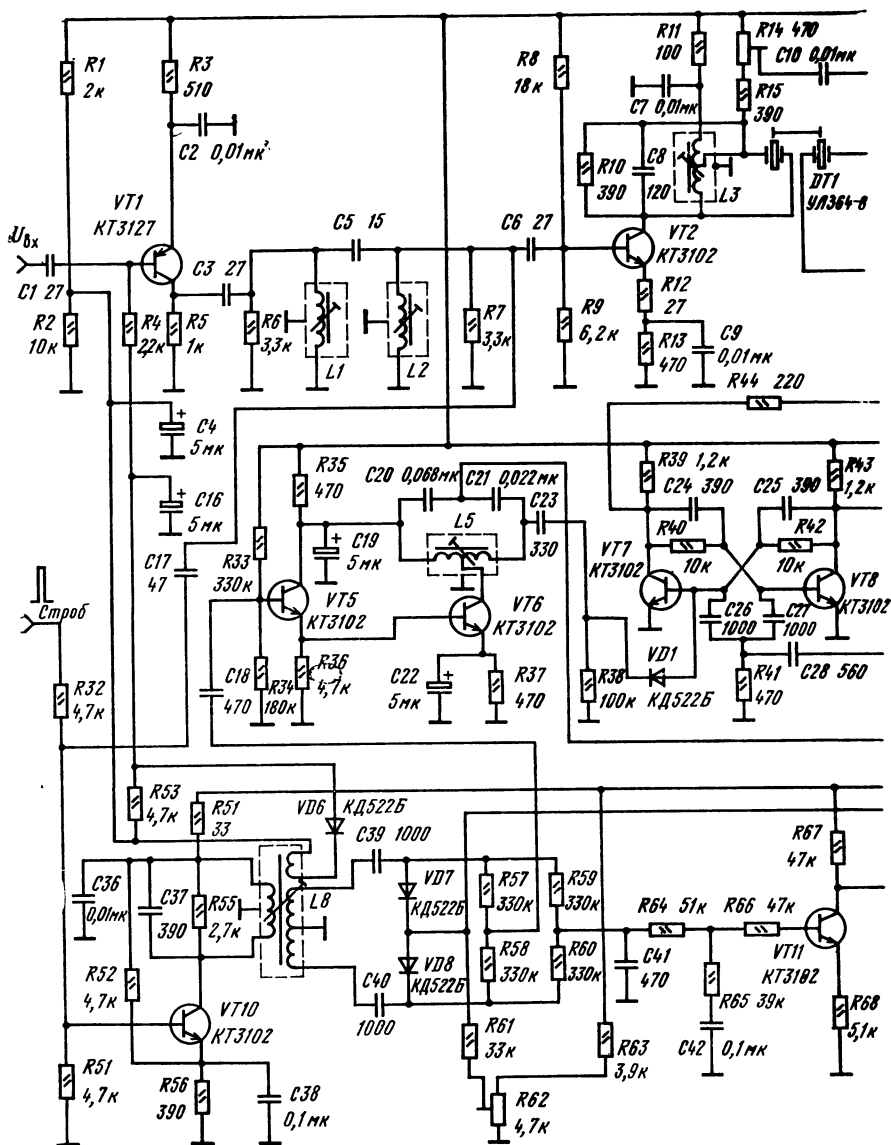 R1
2к
R3
510
C2 0,01мк
VT1
КТ3127
Uвх
C1 27
R2
10к
R4
22к
R5
1к
C3 27
R6
3,3к
C5 15
L1
L2
C6 27
R7
3,3к
R8
18к
R9
6,2к
R11
100
C7 0,01мк
R10
390
C8
120
L3
R14 470
C10 0,01мк
R15
390
DT1
УЛЗ64-8
VT2
КТ3102
R12
27
R13
470
C9
0,01мк
R44 220
C4
5мк
C16
5мк
C17
47
Строб
R32
4,7к
R33
330к
R35
470
C19
5мк
VT5
КТ3102
C18
470
R34
180к
R36
4,7к
C20 0,068мк
C21 0,022мк
L5
C23
330
VT6
КТ3102
C22
5мк
R37
470
R38
100к
VD1
КД522Б
R39 1,2к
C24 390
R40
10к
VT7
КТ3102
C25 390
R42
10к
R43
1,2к
VT8
КТ3102
C26
1000
C27
1000
R41
470
C28 560
R53
4,7к
R51
33
VD6 КД522Б
C39 1000
C36
0,01мк
C37
390
R55
2,7к
L8
R52
4,7к
VT10
КТ3102
R51
4,7к
R56
390
C38
0,1мк
C40
1000
VD7
КД522Б
VD8
КД522Б
R57
330к
R58
330к
R59
330к
R60
330к
R61
33к
R62
4,7к
R63
3,9к
C41
470
R64 51к
R66 47к
R65 39к
C42 0,1мк
R67
47к
VT11
КТ3102
R68
5,1к